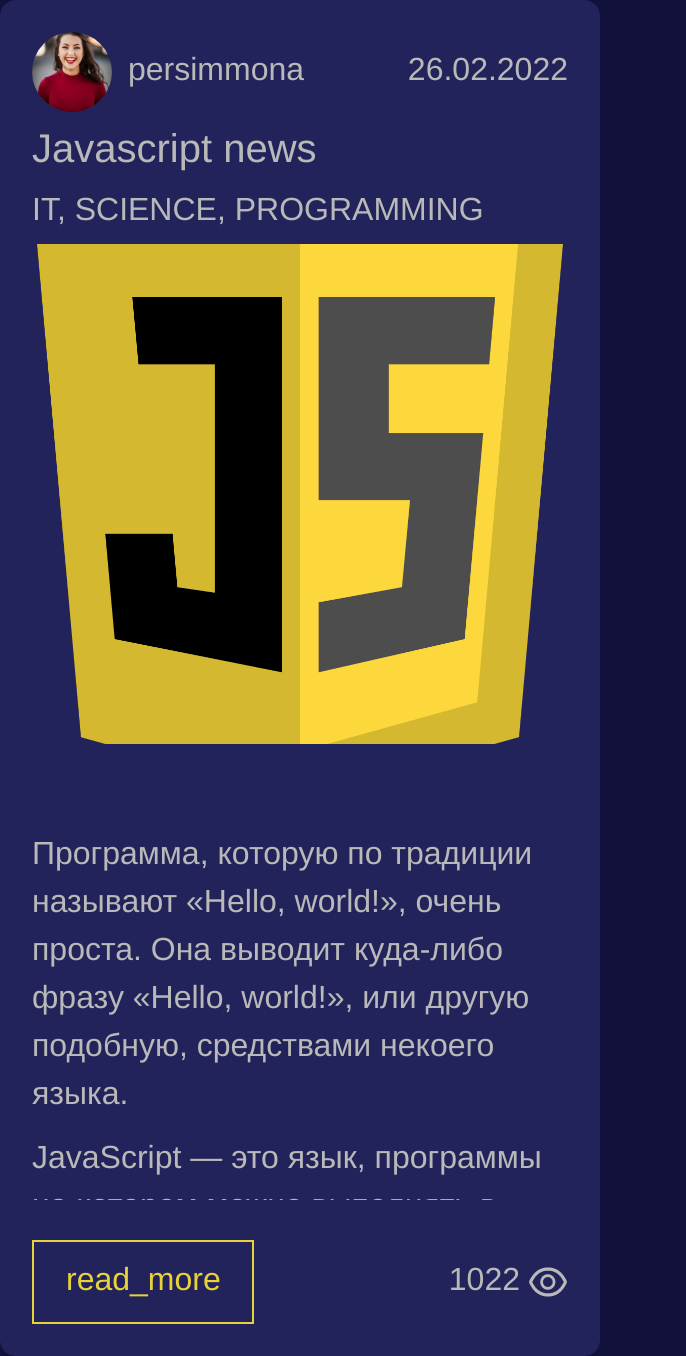 persimmona 26.02.2022
Javascript news
IT, SCIENCE, PROGRAMMING
JS
Программа, которую по традиции
называют «Hello, world!», очень
проста. Она выводит куда-либо
фразу «Hello, world!», или другую
подобную, средствами некоего
языка.
JavaScript — это язык, программы
read_more 1022